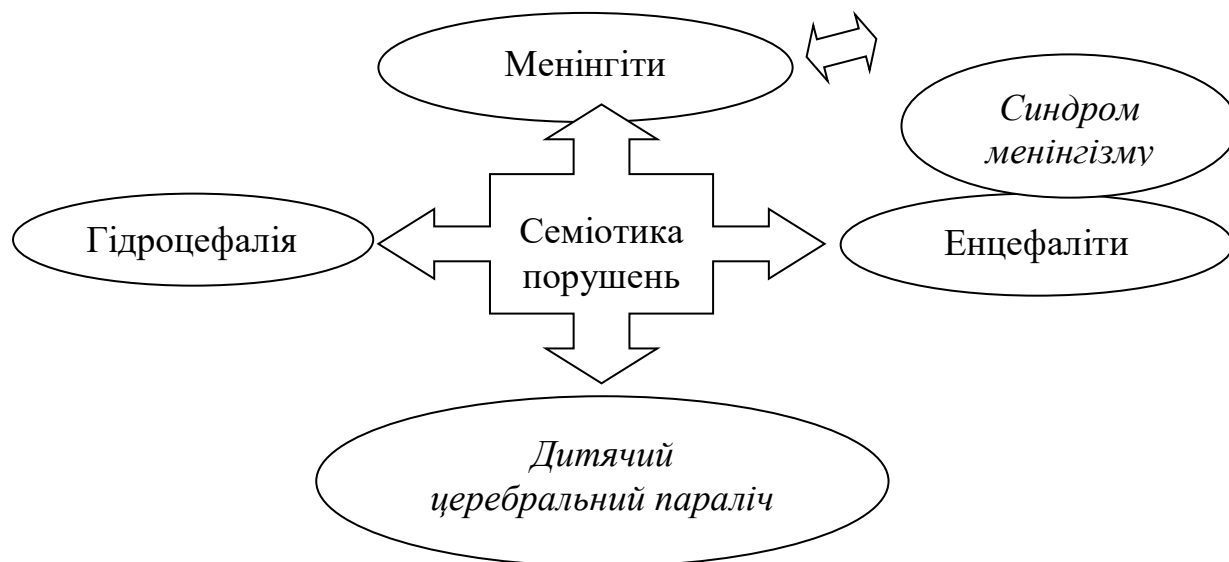 Менінгіти
Синдром
менінгізму
Гідроцефалія
Семіотика
порушень
Енцефаліти
Дитячий
церебральний параліч